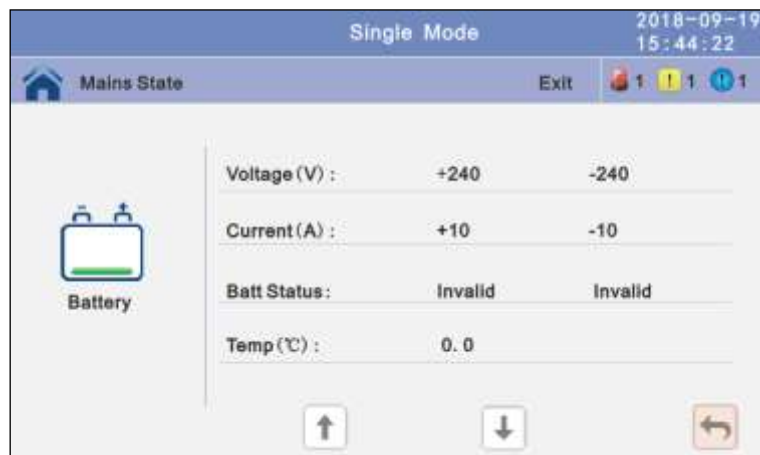 Single Mode
2018-09-19
15:44:22
Mains State
Exit
1
! 1
! 1
Voltage(V) : +240 -240
Current(A) : +10 -10
Batt Status: Invalid Invalid
Temp(℃) : 0.0
Battery